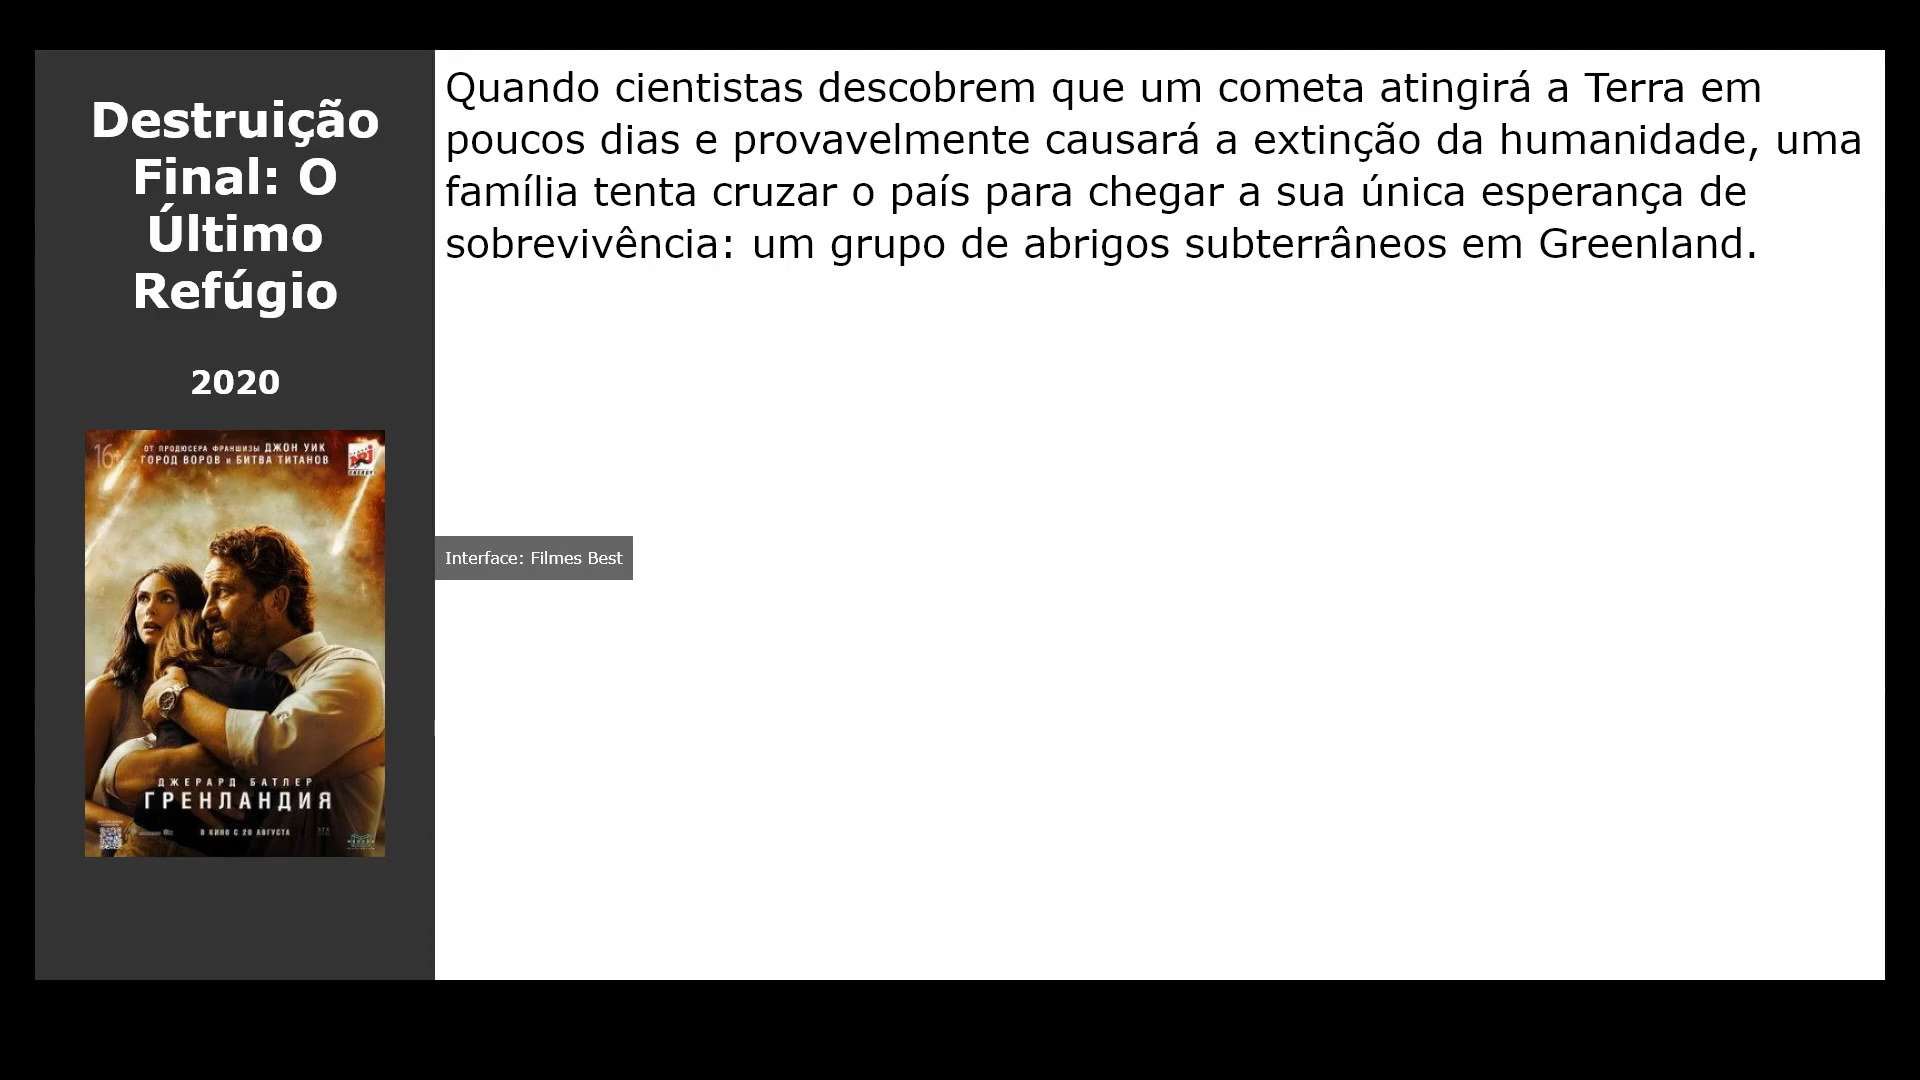 Destruição
Final: O
Último
Refúgio
2020
16+
ОТ ПРОДЮСЕРА ФРАНШИЗЫ ДЖОН УИК
ГОРОД ВОРОВ и БИТВА ТИТАНОВ
NRJ
ENERGY
ДЖЕРАРД БАТЛЕР
ГРЕНЛАНДИЯ
В КИНО С 20 АВГУСТА
Quando cientistas descobrem que um cometa atingirá a Terra em
poucos dias e provavelmente causará a extinção da humanidade, uma
família tenta cruzar o país para chegar a sua única esperança de
sobrevivência: um grupo de abrigos subterrâneos em Greenland.
Interface: Filmes Best